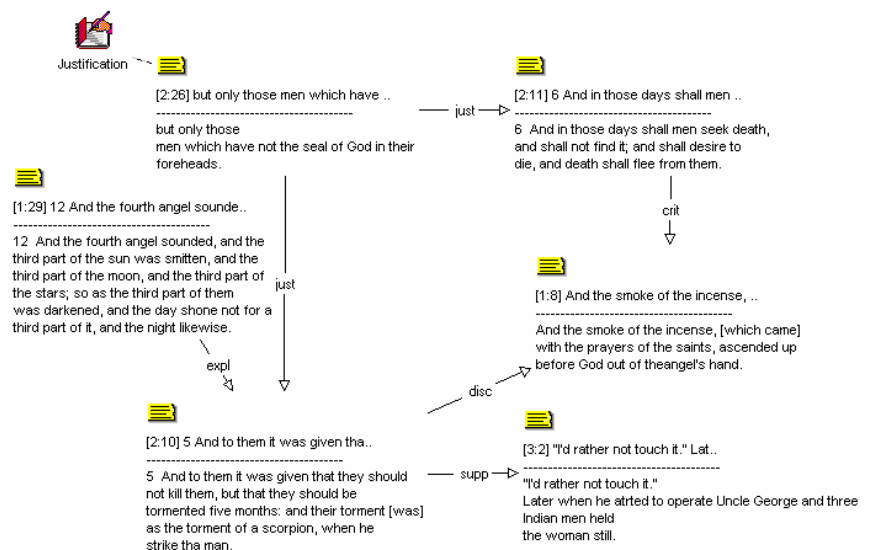 Justification
[2:26] but only those men which have ..
----------------------------------------
but only those
men which have not the seal of God in their
foreheads.
just
[2:11] 6 And in those days shall men ..
----------------------------------------
6 And in those days shall men seek death,
and shall not find it; and shall desire to
die, and death shall flee from them.
crit
[1:29] 12 And the fourth angel sounde..
----------------------------------------
12 And the fourth angel sounded, and the
third part of the sun was smitten, and the
third part of the moon, and the third part of
the stars; so as the third part of them
was darkened, and the day shone not for a
third part of it, and the night likewise.
just
expl
[1:8] And the smoke of the incense, ..
----------------------------------------
And the smoke of the incense, [which came]
with the prayers of the saints, ascended up
before God out of theangel's hand.
disc
[2:10] 5 And to them it was given tha..
----------------------------------------
5 And to them it was given that they should
not kill them, but that they should be
tormented five months: and their torment [was]
as the torment of a scorpion, when he
strike tha man.
supp
[3:2] "I'd rather not touch it." Lat..
----------------------------------------
"I'd rather not touch it."
Later when he atrted to operate Uncle George and three
Indian men held
the woman still.